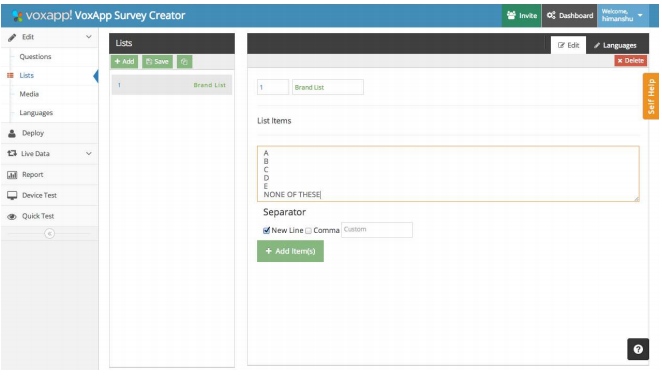 voxapp! VoxApp Survey Creator
Invite
Dashboard
Welcome,
himanshu
Edit
Questions
Lists
Media
Languages
Deploy
Live Data
Report
Device Test
Quick Test
Lists
+ Add
Save
1 Brand List
Edit
Languages
× Delete
Self Help
1
Brand List
List Items
A
B
C
D
E
NONE OF THESE
Separator
New Line
Comma
Custom
+ Add Item(s)
?